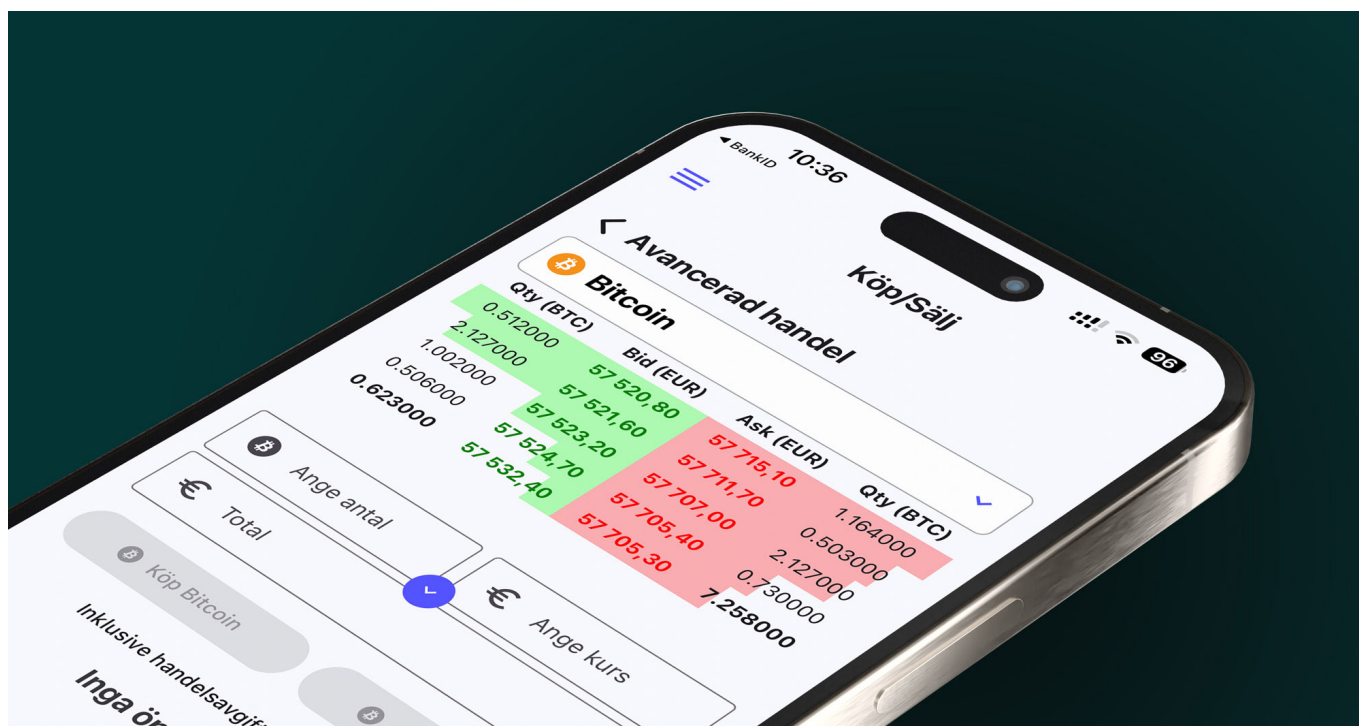 ◀ BankID 10:36 96
Köp/Sälj
Avancerad handel
Bitcoin
Qty (BTC) Bid (EUR) Ask (EUR) Qty (BTC)
0.512000 57 520,80 57 715,10 1.164000
2.127000 57 521,60 57 711,70 0.503000
1.002000 57 523,20 57 707,00 2.127000
0.506000 57 524,70 57 705,40 0.730000
0.623000 57 532,40 57 705,30 7.258000
Ange antal € Ange kurs
€ Total
Köp Bitcoin
Inklusive handelsavgift
Inga